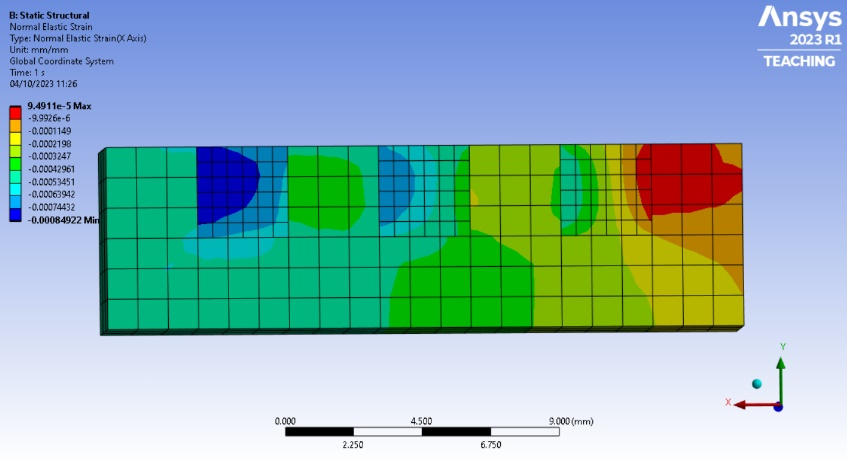 B: Static Structural
Normal Elastic Strain
Type: Normal Elastic Strain(X Axis)
Unit: mm/mm
Global Coordinate System
Time: 1 s
04/10/2023 11:26
9.4911e-5 Max
-9.9926e-6
-0.0001149
-0.0002198
-0.0003247
-0.00042961
-0.00053451
-0.00063942
-0.00074432
-0.00084922 Min
Ansys
2023 R1
TEACHING
Y
X
0.000 4.500 9.000 (mm)
2.250 6.750